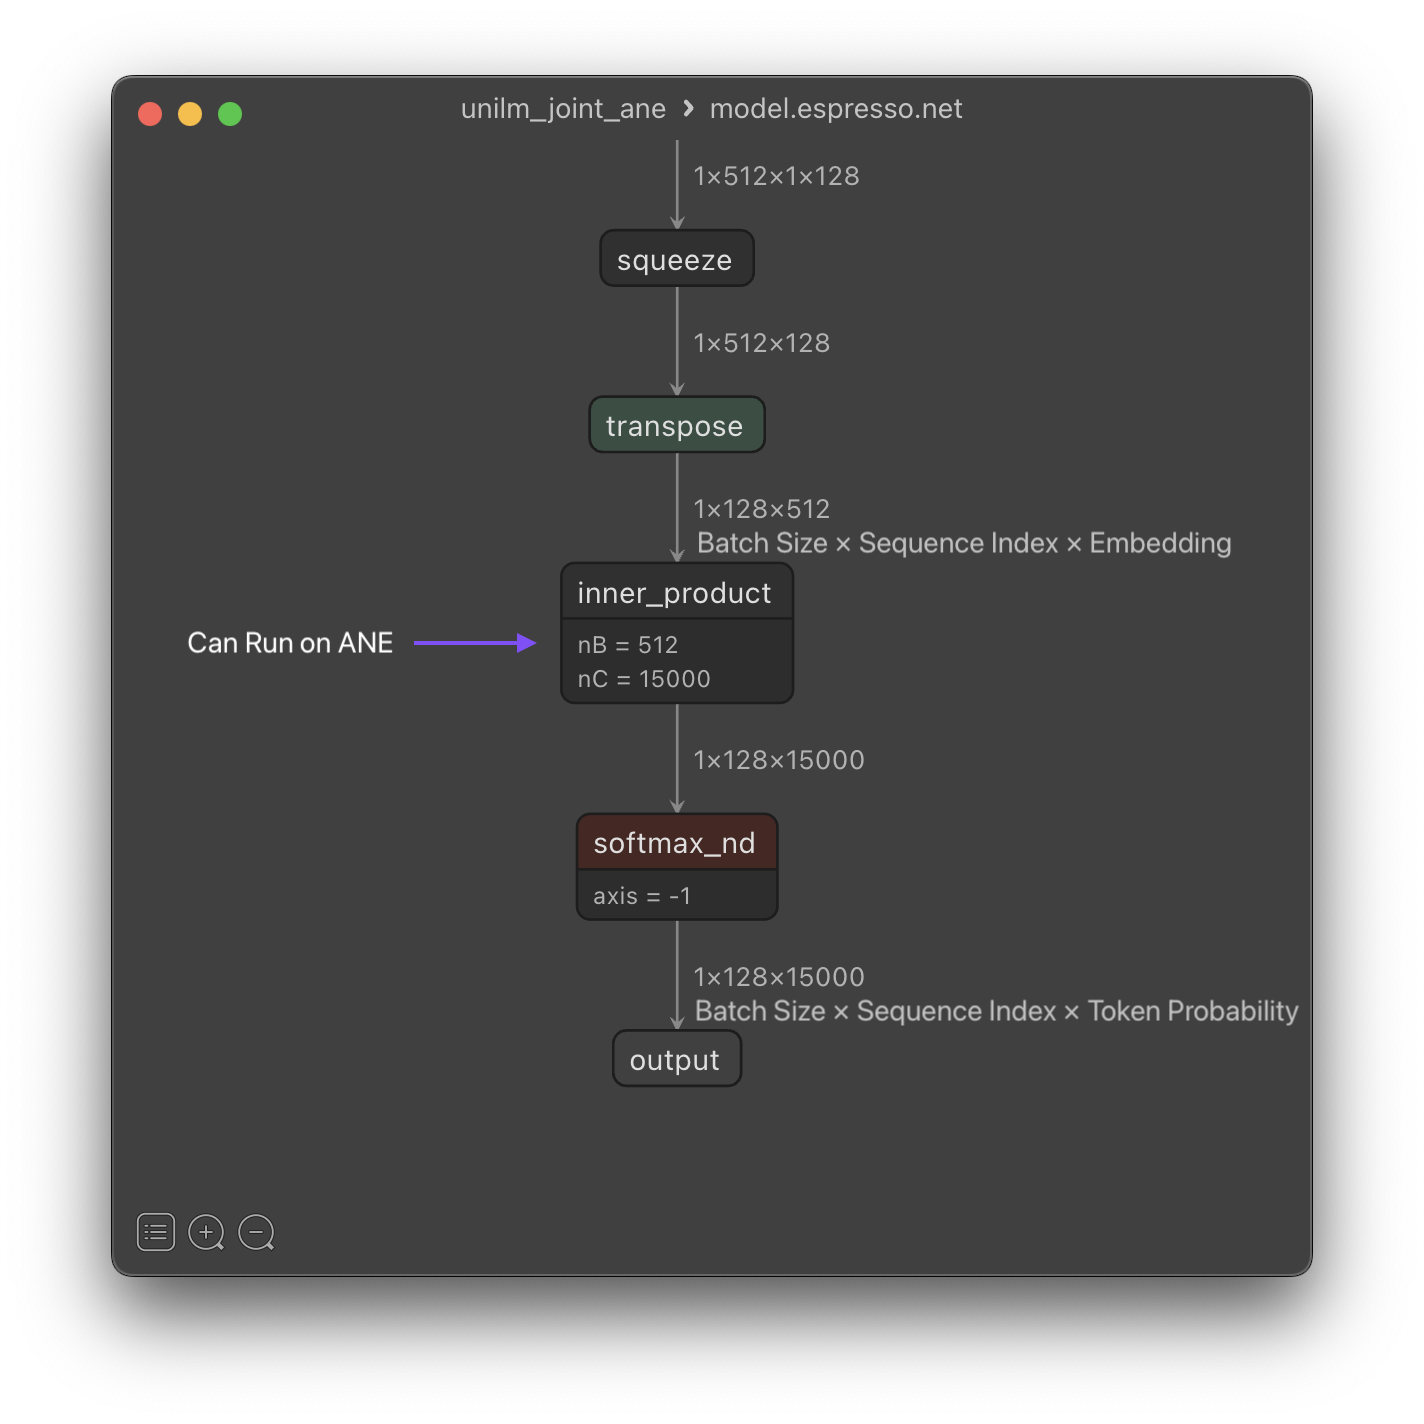 unilm_joint_ane › model.espresso.net
1×512×1×128
squeeze
1×512×128
transpose
1×128×512
Batch Size × Sequence Index × Embedding
inner_product
Can Run on ANE
nB = 512
nC = 15000
1×128×15000
softmax_nd
axis = -1
1×128×15000
Batch Size × Sequence Index × Token Probability
output